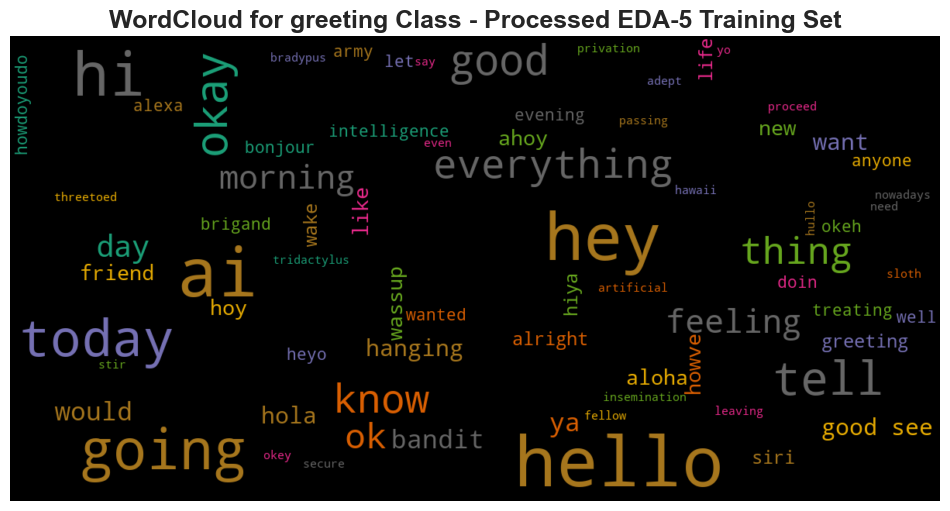 WordCloud for greeting Class - Processed EDA-5 Training Set
howdoyoudo
hi
alexa
okay
bradypus
army
let
say
good
privation
life
yo
adept
bonjour
intelligence
even
evening
ahoy
passing
proceed
new
want
anyone
morning
everything
hawaii
nowadays
need
threetoed
brigand
wake
like
hullo
okeh
day
friend
ai
tridactylus
hey
thing
hoy
wassup
wanted
hiya
artificial
doin
sloth
today
stir
heyo
hanging
alright
feeling
treating
well
greeting
howve
aloha
insemination
tell
would
hola
know
ok
bandit
ya
fellow
leaving
good see
going
okey
secure
hello
siri